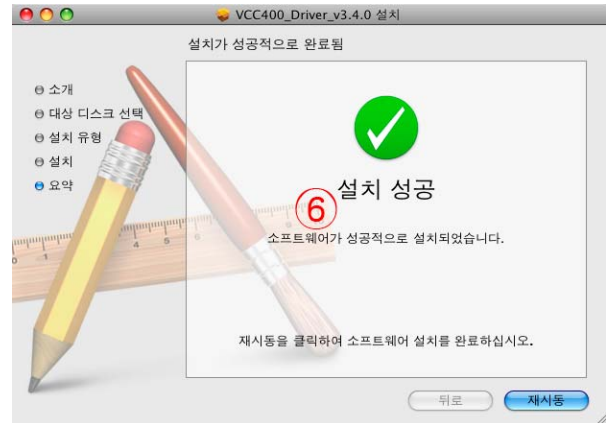 VCC400_Driver_v3.4.0 설치
설치가 성공적으로 완료됨
소개
대상 디스크 선택
설치 유형
설치
요약
설치 성공
⑥
소프트웨어가 성공적으로 설치되었습니다.
재시동을 클릭하여 소프트웨어 설치를 완료하십시오.
0 1 4 5
뒤로
재시동